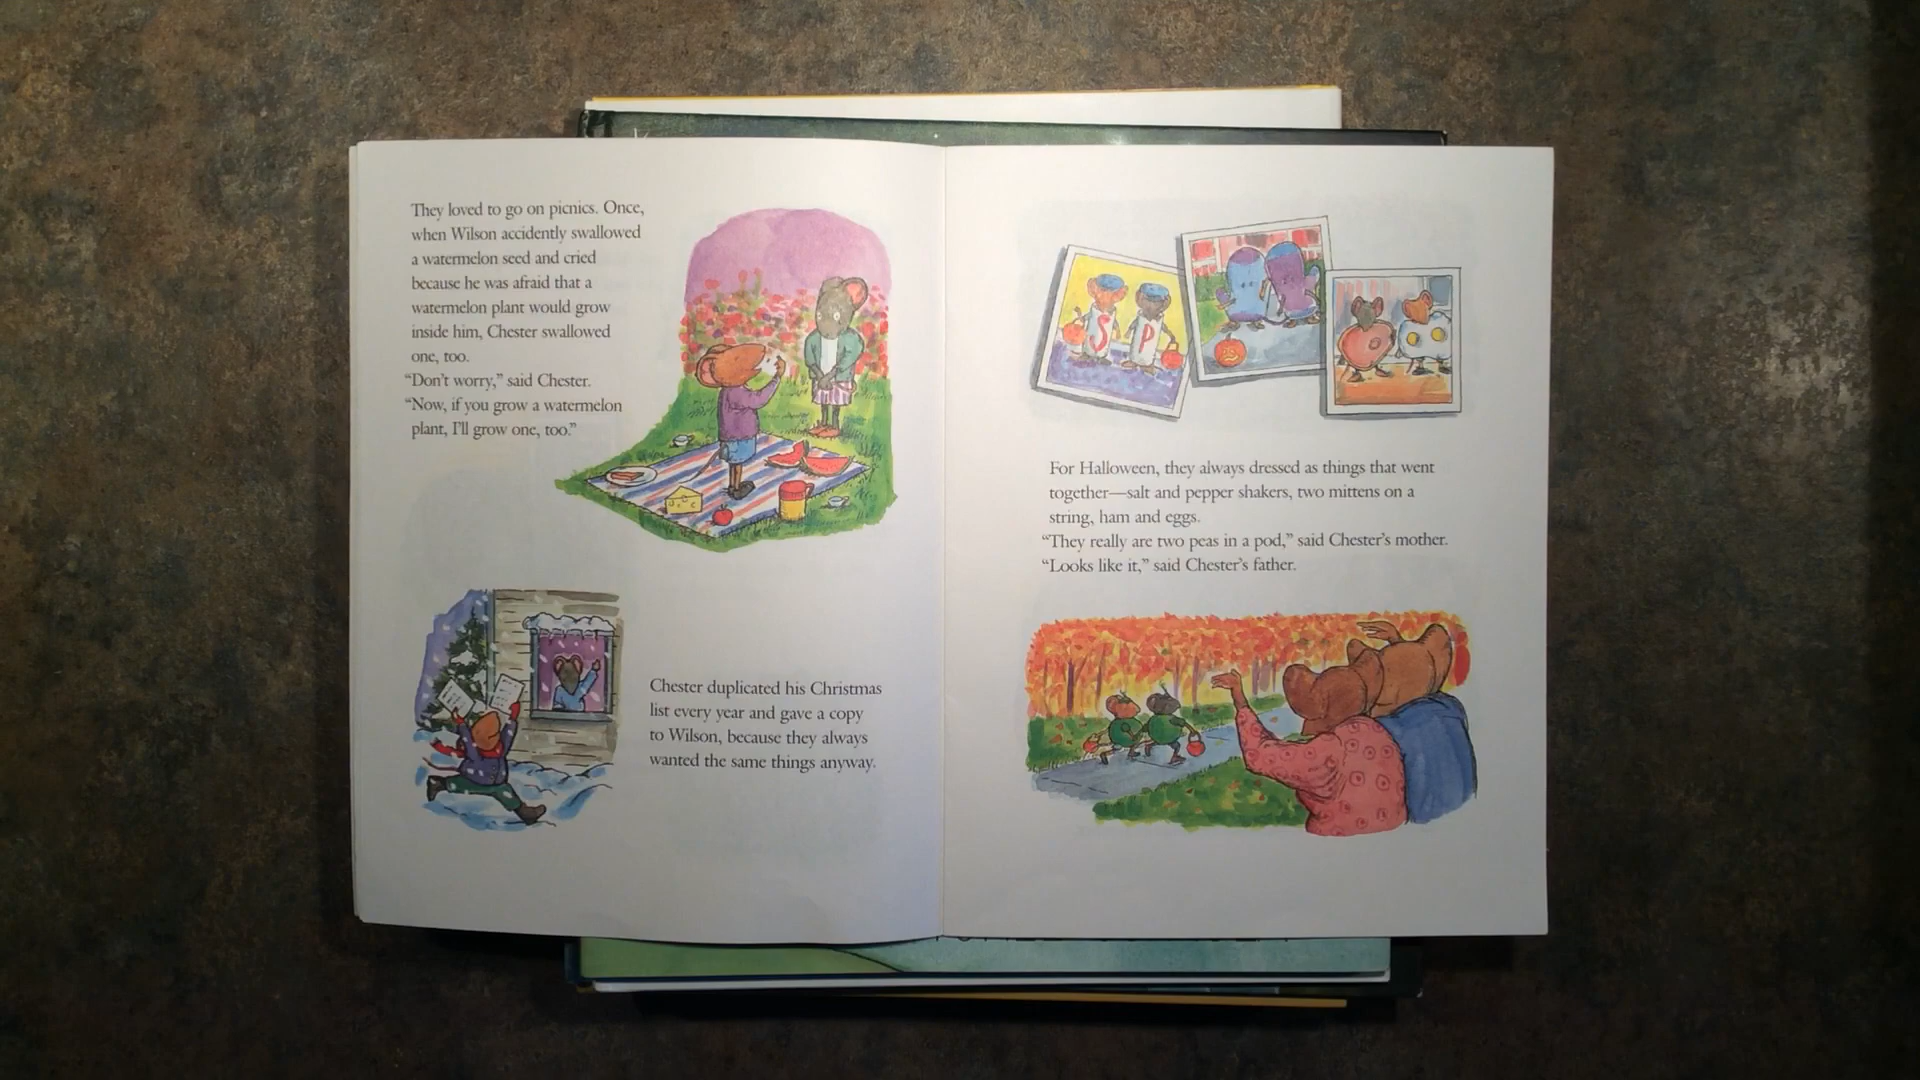 They loved to go on picnics. Once,
when Wilson accidently swallowed
a watermelon seed and cried
because he was afraid that a
watermelon plant would grow
inside him, Chester swallowed
one, too.
“Don't worry,” said Chester.
“Now, if you grow a watermelon
plant, I'll grow one, too.”
Chester duplicated his Christmas
list every year and gave a copy
to Wilson, because they always
wanted the same things anyway.
S P
For Halloween, they always dressed as things that went
together—salt and pepper shakers, two mittens on a
string, ham and eggs.
“They really are two peas in a pod,” said Chester's mother.
“Looks like it,” said Chester's father.